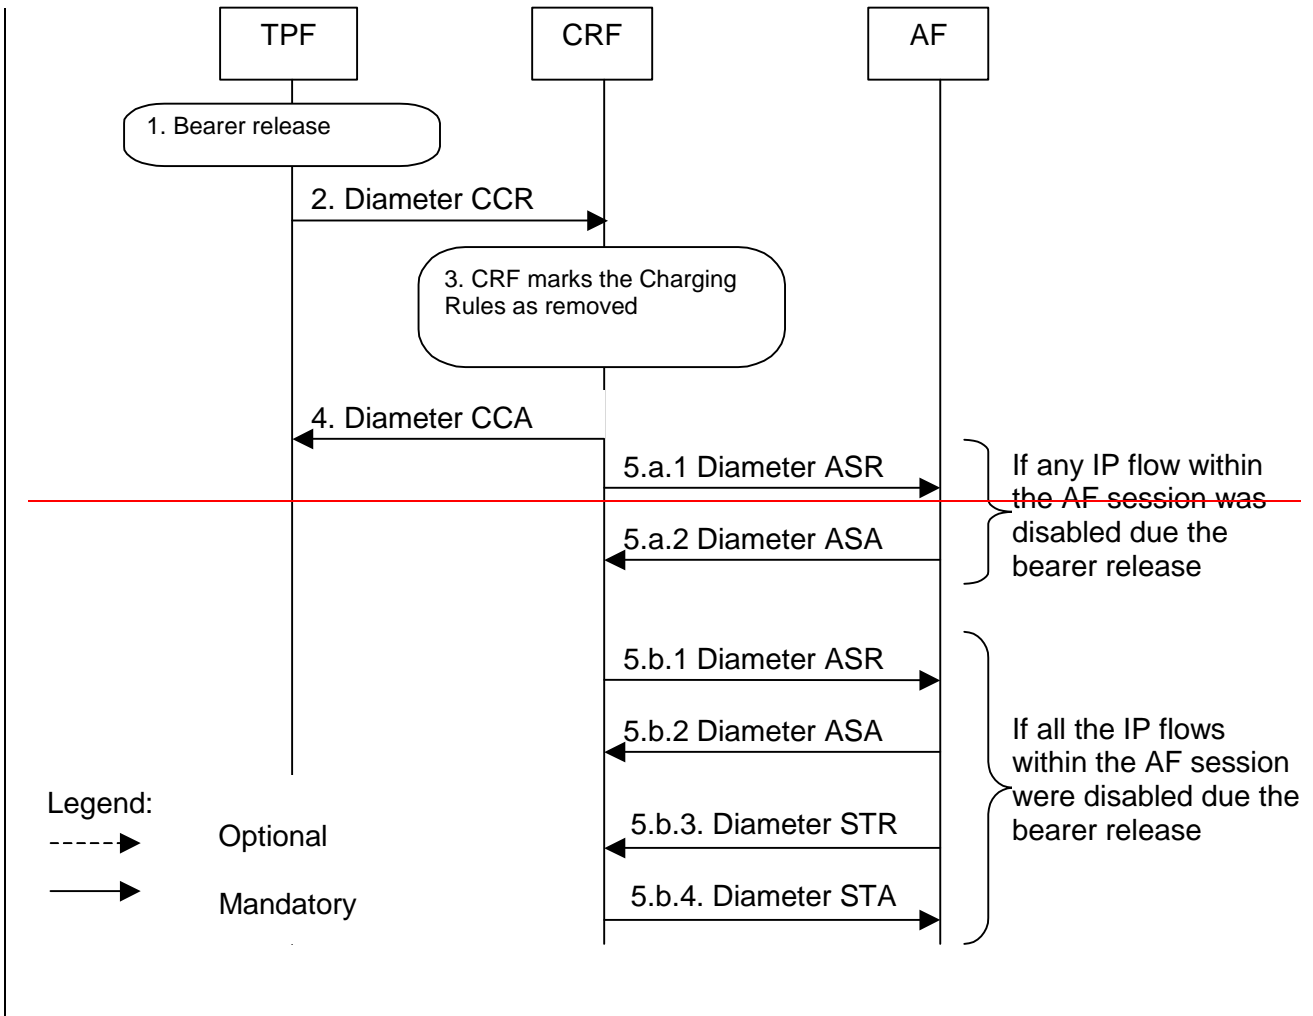 TPF
CRF
AF
1. Bearer release
2. Diameter CCR
3. CRF marks the Charging
Rules as removed
4. Diameter CCA
5.a.1 Diameter ASR
5.a.2 Diameter ASA
If any IP flow within
the AF session was
disabled due the
bearer release
5.b.1 Diameter ASR
5.b.2 Diameter ASA
5.b.3. Diameter STR
5.b.4. Diameter STA
If all the IP flows
within the AF session
were disabled due the
bearer release
Legend:
Optional
Mandatory